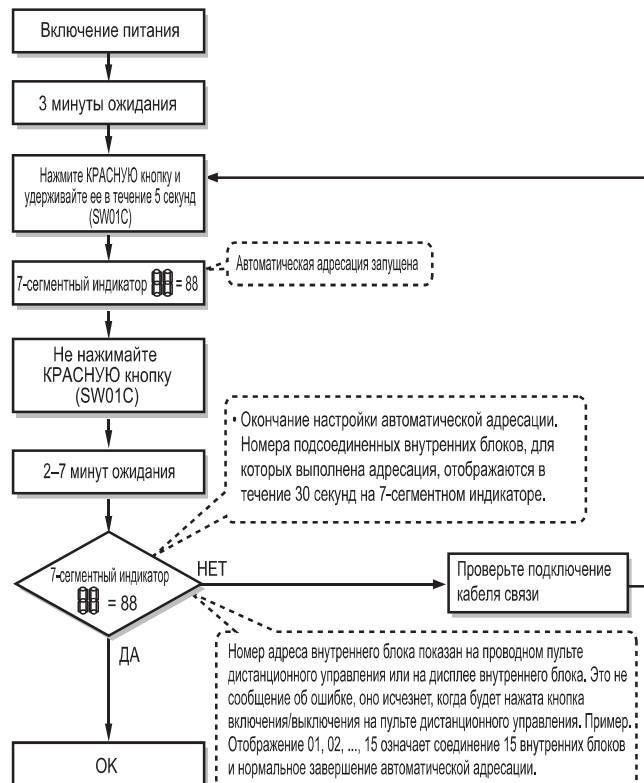 Включение питания
3 минуты ожидания
Нажмите КРАСНУЮ кнопку и
удерживайте ее в течение 5 секунд
(SW01C)
7-сегментный индикатор 88 = 88
Автоматическая адресация запущена
Не нажимайте
КРАСНУЮ кнопку
(SW01C)
• Окончание настройки автоматической адресации.
Номера подсоединенных внутренних блоков, для
которых выполнена адресация, отображаются в
течение 30 секунд на 7-сегментном индикаторе.
2–7 минут ожидания
7-сегментный индикатор
88 = 88
НЕТ
Проверьте подключение
кабеля связи
ДА
Номер адреса внутреннего блока показан на проводном пульте
дистанционного управления или на дисплее внутреннего блока. Это не
сообщение об ошибке, оно исчезнет, когда будет нажата кнопка
включения/выключения на пульте дистанционного управления. Пример.
Отображение 01, 02, ..., 15 означает соединение 15 внутренних блоков
и нормальное завершение автоматической адресации.
OK